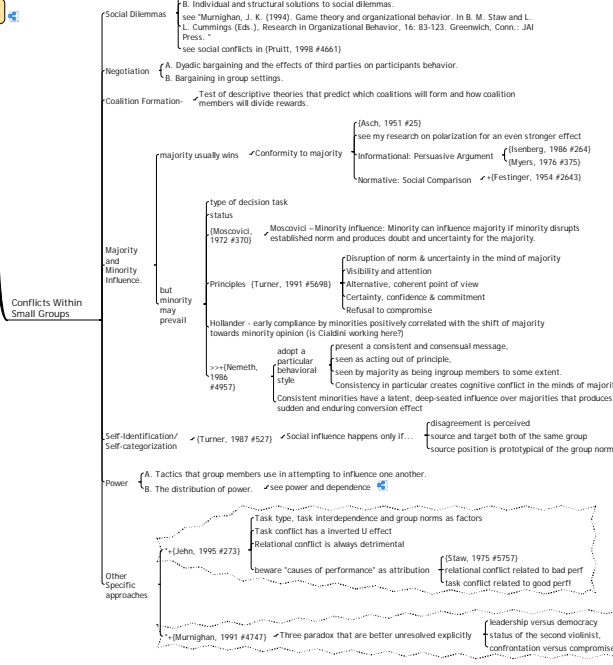 Social Dilemmas
B. Individual and structural solutions to social dilemmas.
see "Murnighan, J. K. (1994). Game theory and organizational behavior. In B. M. Staw and L.
L. Cummings (Eds.), Research in Organizational Behavior, 16: 83-123. Greenwich, Conn.: JAI
Press. "
see social conflicts in {Pruitt, 1998 #4661}
Negotiation
A. Dyadic bargaining and the effects of third parties on participants behavior.
B. Bargaining in group settings.
Coalition Formation-
Test of descriptive theories that predict which coalitions will form and how coalition
members will divide rewards.
Conflicts Within
Small Groups
Majority
and
Minority
Influence.
majority usually wins
Conformity to majority
{Asch, 1951 #25}
see my research on polarization for an even stronger effect
Informational: Persuasive Argument
{Isenberg, 1986 #264}
{Myers, 1976 #375}
Normative: Social Comparison
+{Festinger, 1954 #2643}
but
minority
may
prevail
type of decision task
status
{Moscovici,
1972 #370}
Moscovici – Minority influence: Minority can influence majority if minority disrupts
established norm and produces doubt and uncertainty for the majority.
Principles {Turner, 1991 #5698}
Disruption of norm & uncertainty in the mind of majority
Visibility and attention
Alternative, coherent point of view
Certainty, confidence & commitment
Refusal to compromise
Hollander - early compliance by minorities positively correlated with the shift of majority
towards minority opinion (is Cialdini working here?)
>>+{Nemeth,
1986
#4957}
adopt a
particular
behavioral
style
present a consistent and consensual message,
seen as acting out of principle,
seen by majority as being ingroup members to some extent.
Consistency in particular creates cognitive conflict in the minds of majorit
Consistent minorities have a latent, deep-seated influence over majorities that produces
sudden and enduring conversion effect
Self-Identification/
Self-categorization
{Turner, 1987 #527}
Social influence happens only if...
disagreement is perceived
source and target both of the same group
source position is prototypical of the group norm
Power
A. Tactics that group members use in attempting to influence one another.
B. The distribution of power.
see power and dependence
Other
Specific
approaches
"+{Jehn, 1995 #273}
Task type, task interdependence and group norms as factors
Task conflict has a inverted U effect
Relational conflict is always detrimental
beware "causes of performance" as attribution
{Staw, 1975 #5757}
relational conflict related to bad perf
task conflict related to good perf!
"+{Murnighan, 1991 #4747}
Three paradox that are better unresolved explicitly
leadership versus democracy
status of the second violinist,
confrontation versus compromis